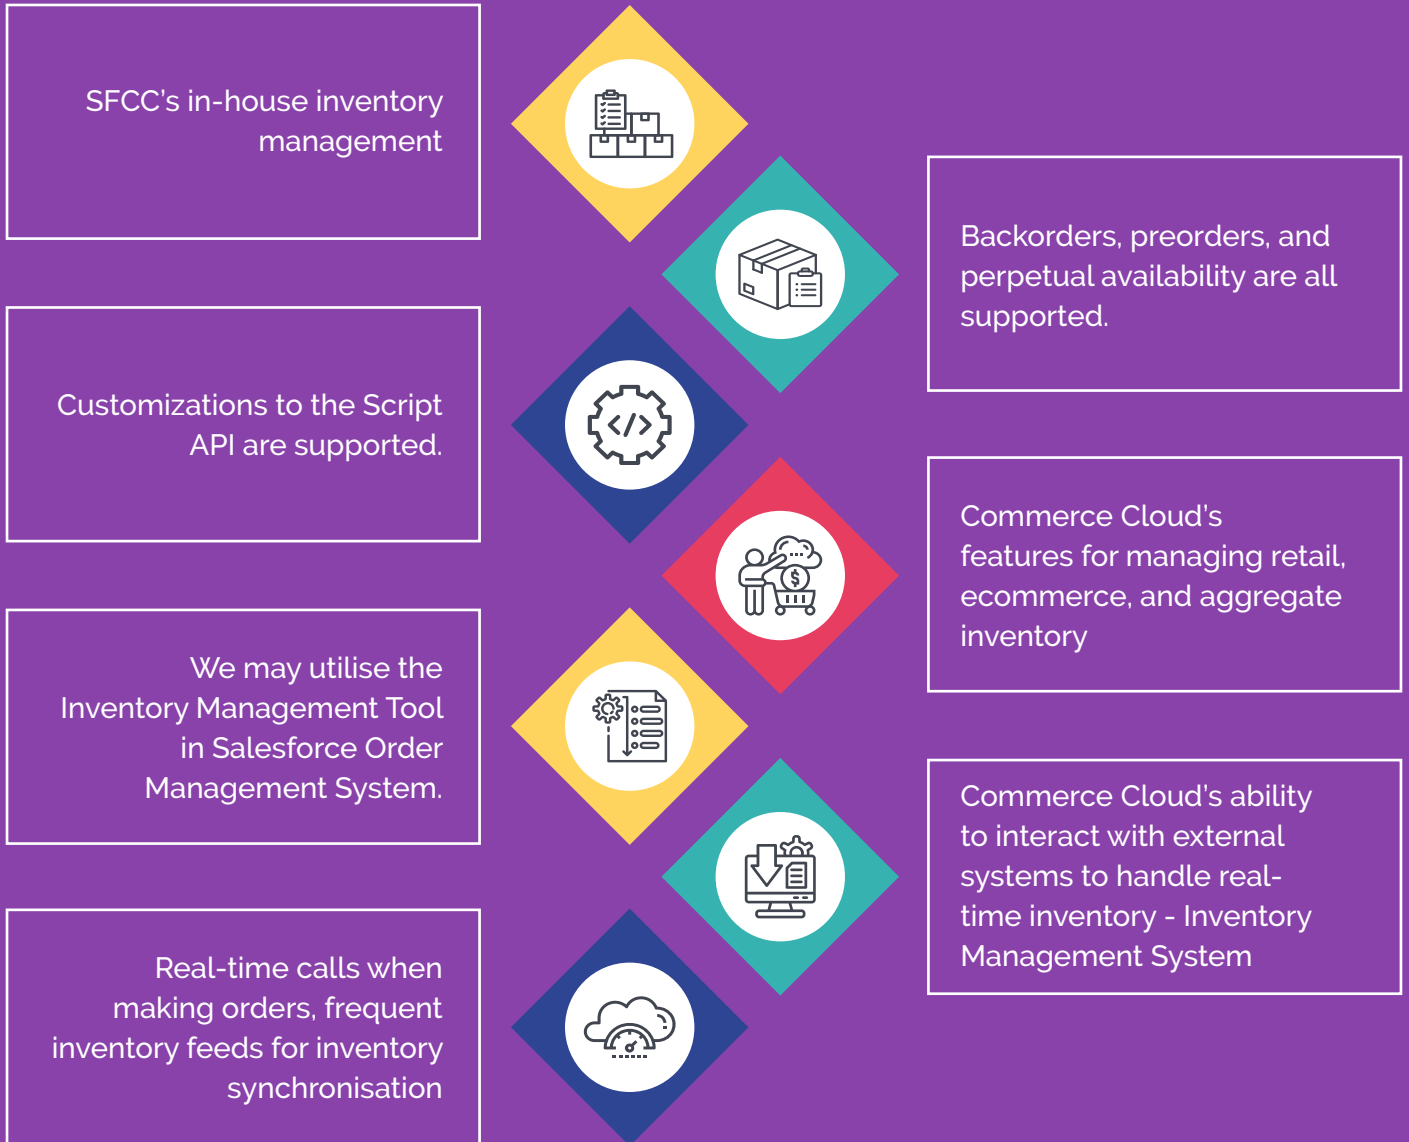 SFCC's in-house inventory
management
Backorders, preorders, and
perpetual availability are all
supported.
Customizations to the Script
API are supported.
Commerce Cloud's
features for managing retail,
ecommerce, and aggregate
inventory
We may utilise the
Inventory Management Tool
in Salesforce Order
Management System.
Commerce Cloud's ability
to interact with external
systems to handle real-
time inventory - Inventory
Management System
Real-time calls when
making orders, frequent
inventory feeds for inventory
synchronisation